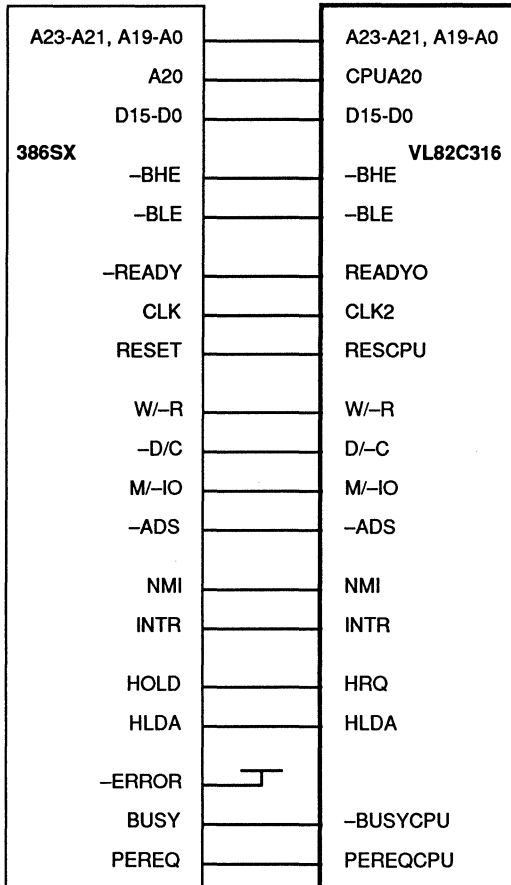 A23-A21, A19-A0 A23-A21, A19-A0
A20 CPUA20
D15-D0 D15-D0
386SX VL82C316
–BHE –BHE
–BLE –BLE
–READY READYO
CLK CLK2
RESET RESCPU
W/–R W/–R
–D/C D/–C
M/–IO M/–IO
–ADS –ADS
NMI NMI
INTR INTR
HOLD HRQ
HLDA HLDA
–ERROR
BUSY –BUSYCPU
PEREQ PEREQCPU